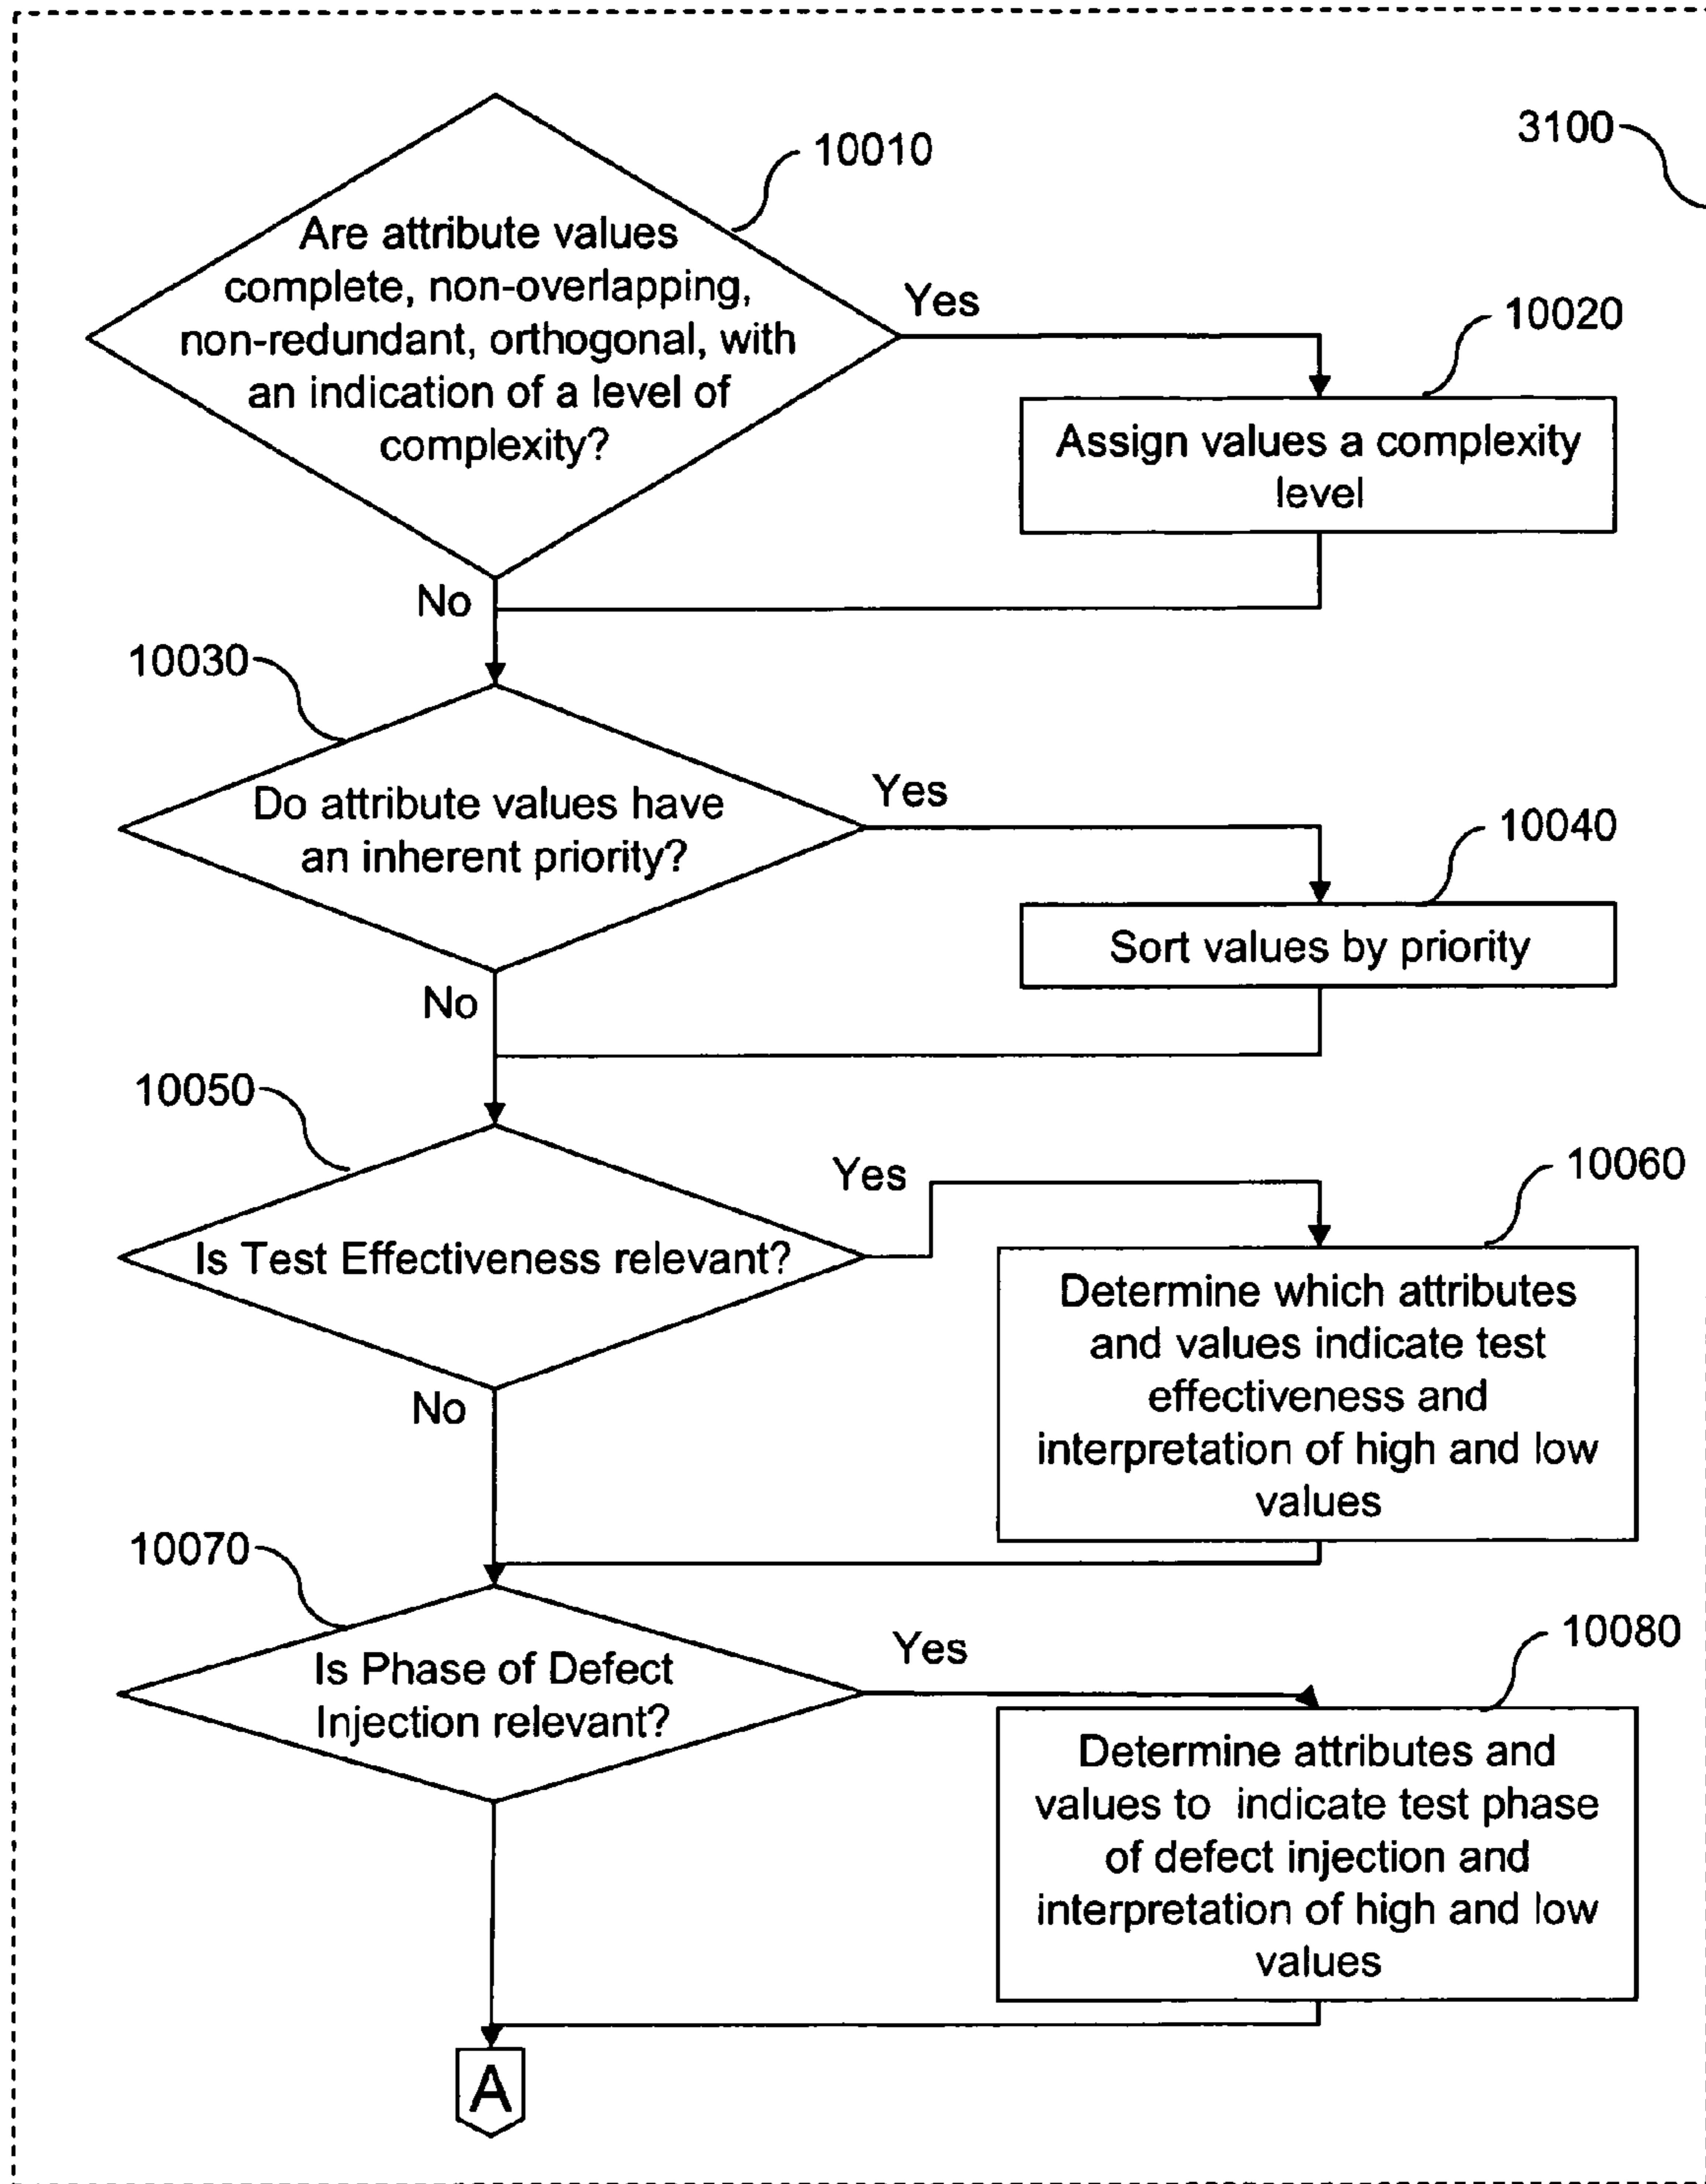 3100
10010
Are attribute values
complete, non-overlapping,
non-redundant, orthogonal, with
an indication of a level of
complexity?
Yes
10020
Assign values a complexity
level
No
10030
Do attribute values have
an inherent priority?
Yes
10040
Sort values by priority
No
10050
Is Test Effectiveness relevant?
Yes
10060
Determine which attributes
and values indicate test
effectiveness and
interpretation of high and low
values
No
10070
Is Phase of Defect
Injection relevant?
Yes
10080
Determine attributes and
values to indicate test phase
of defect injection and
interpretation of high and low
values
A